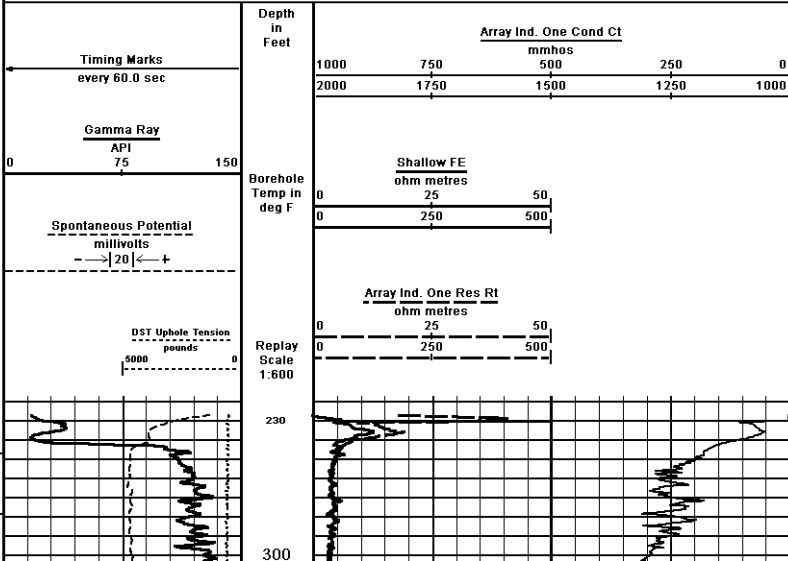 Depth
in
Feet
Array Ind. One Cond Ct
mmhos
1000 750 500 250 0
2000 1750 1500 1250 1000
Timing Marks
every 60.0 sec
Gamma Ray
API
0 75 150
Borehole
Temp in
deg F
Shallow FE
ohm metres
0 25 50
0 250 500
Spontaneous Potential
millivolts
- 20 +
Array Ind. One Res Rt
ohm metres
0 25 50
0 250 500
DST Uphole Tension
pounds
5000 0
Replay
Scale
1:600
230
300